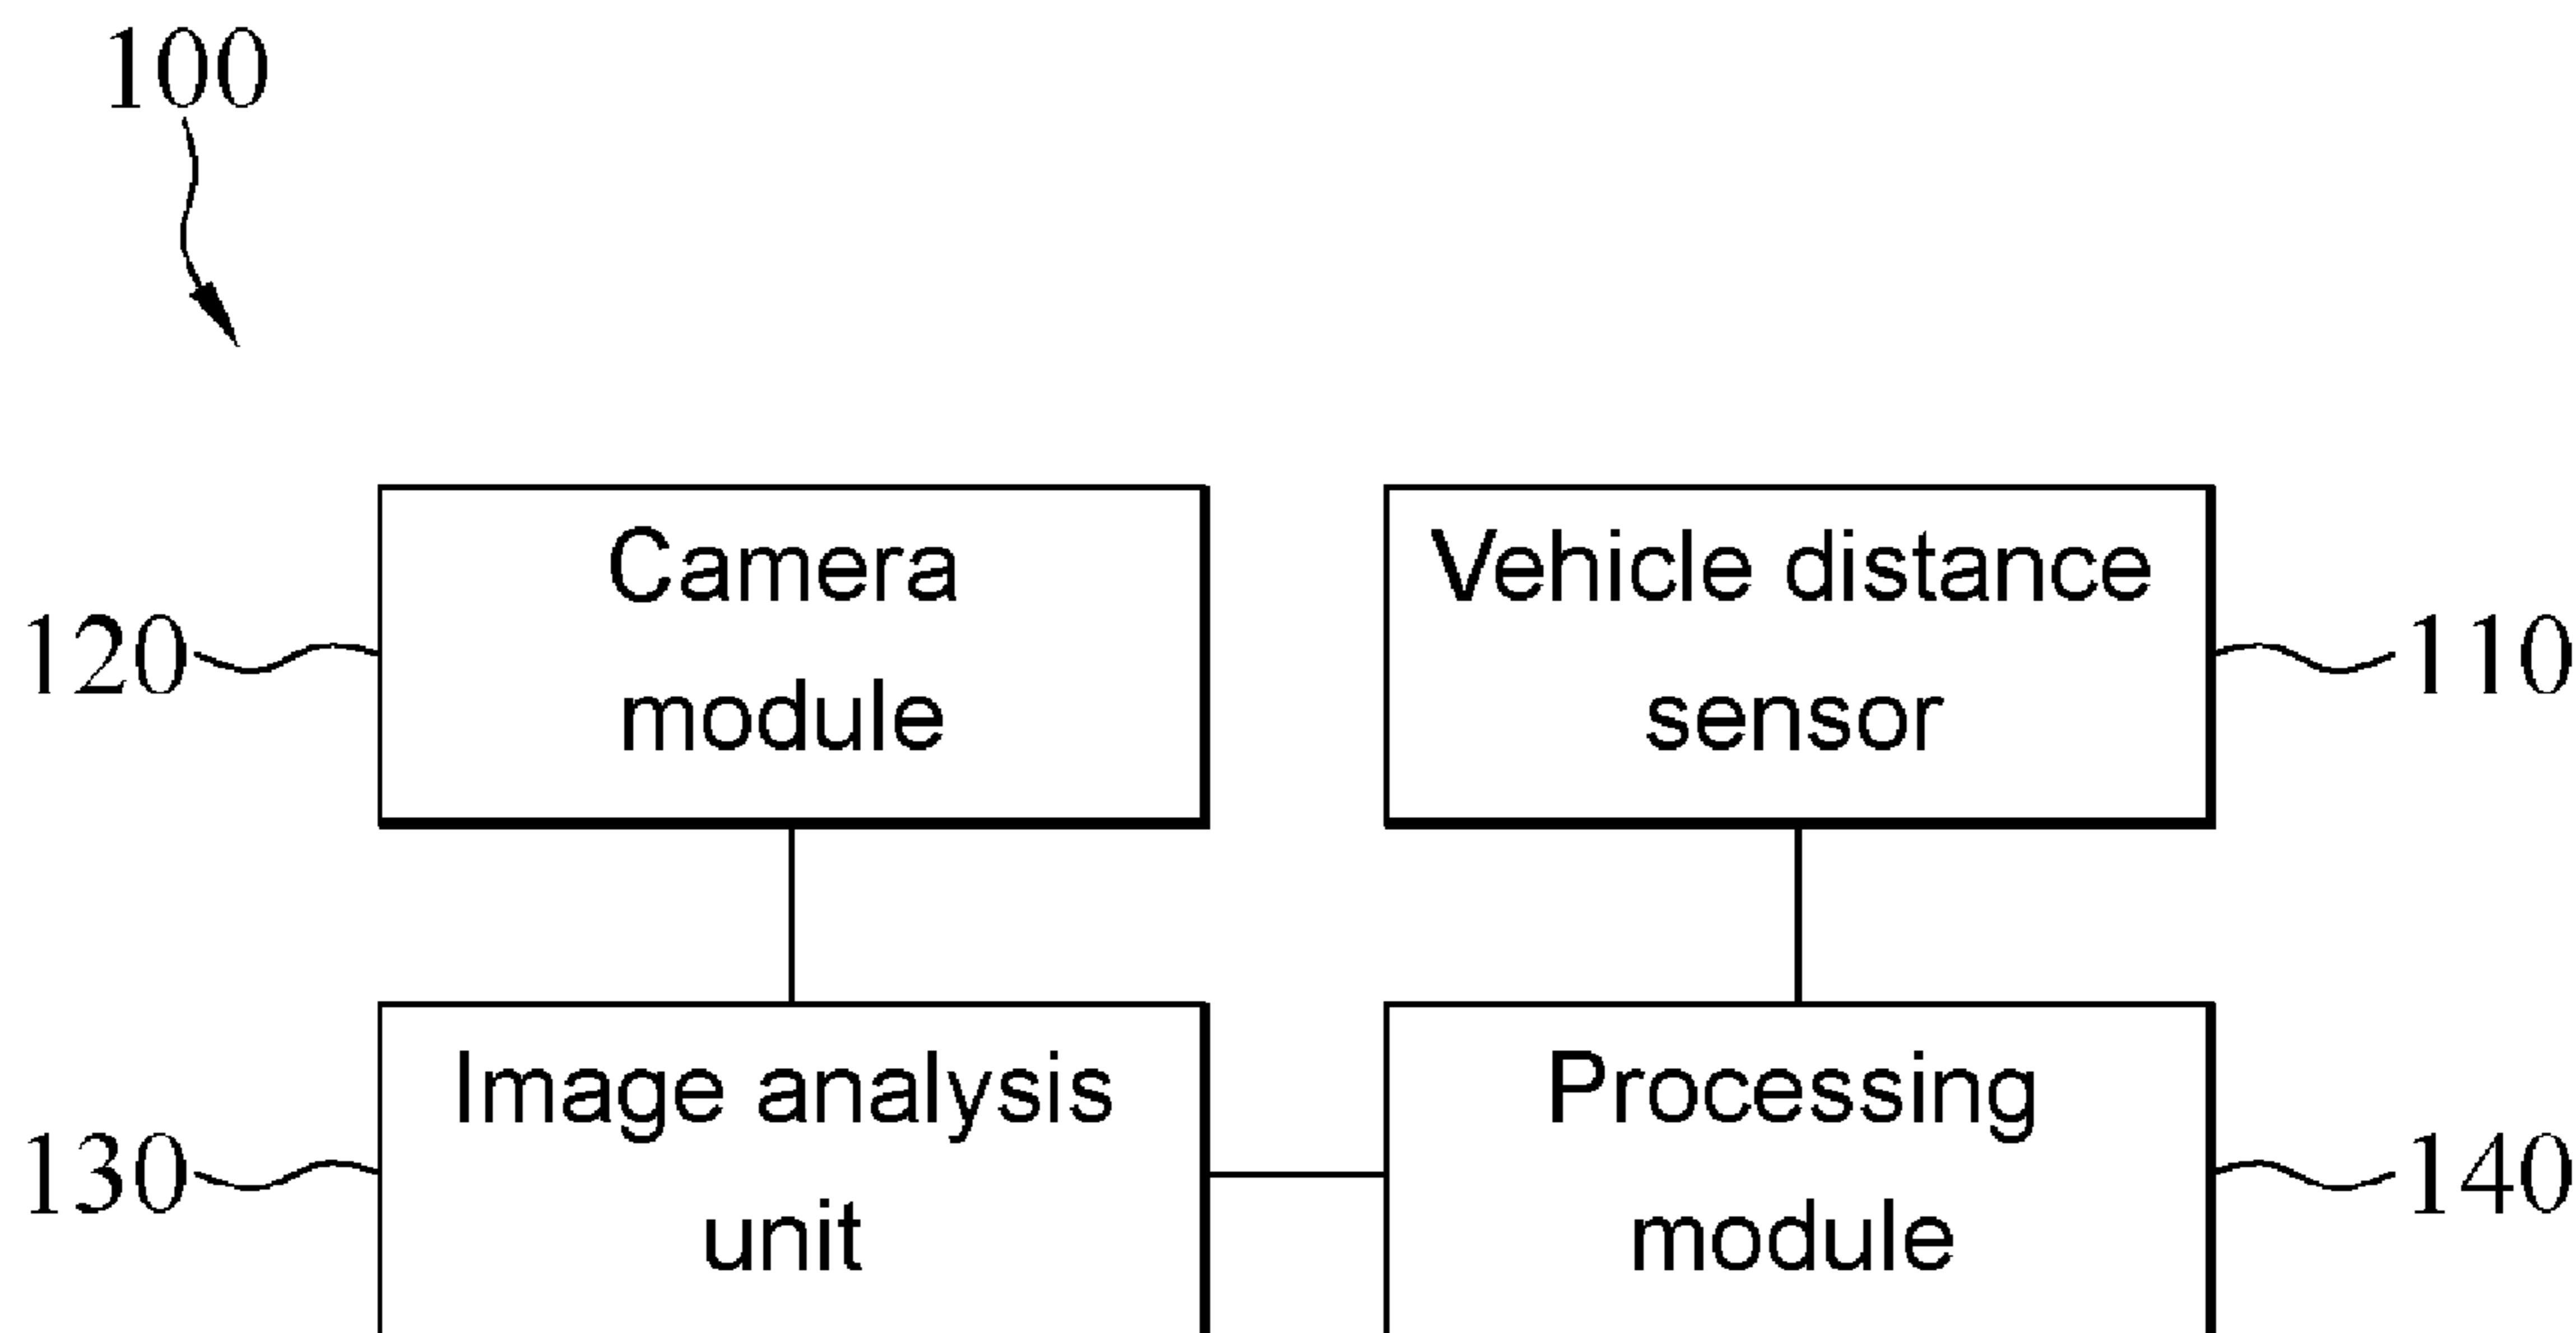 100
Camera
module
Vehicle distance
sensor
120
110
Image analysis
unit
Processing
module
130
140